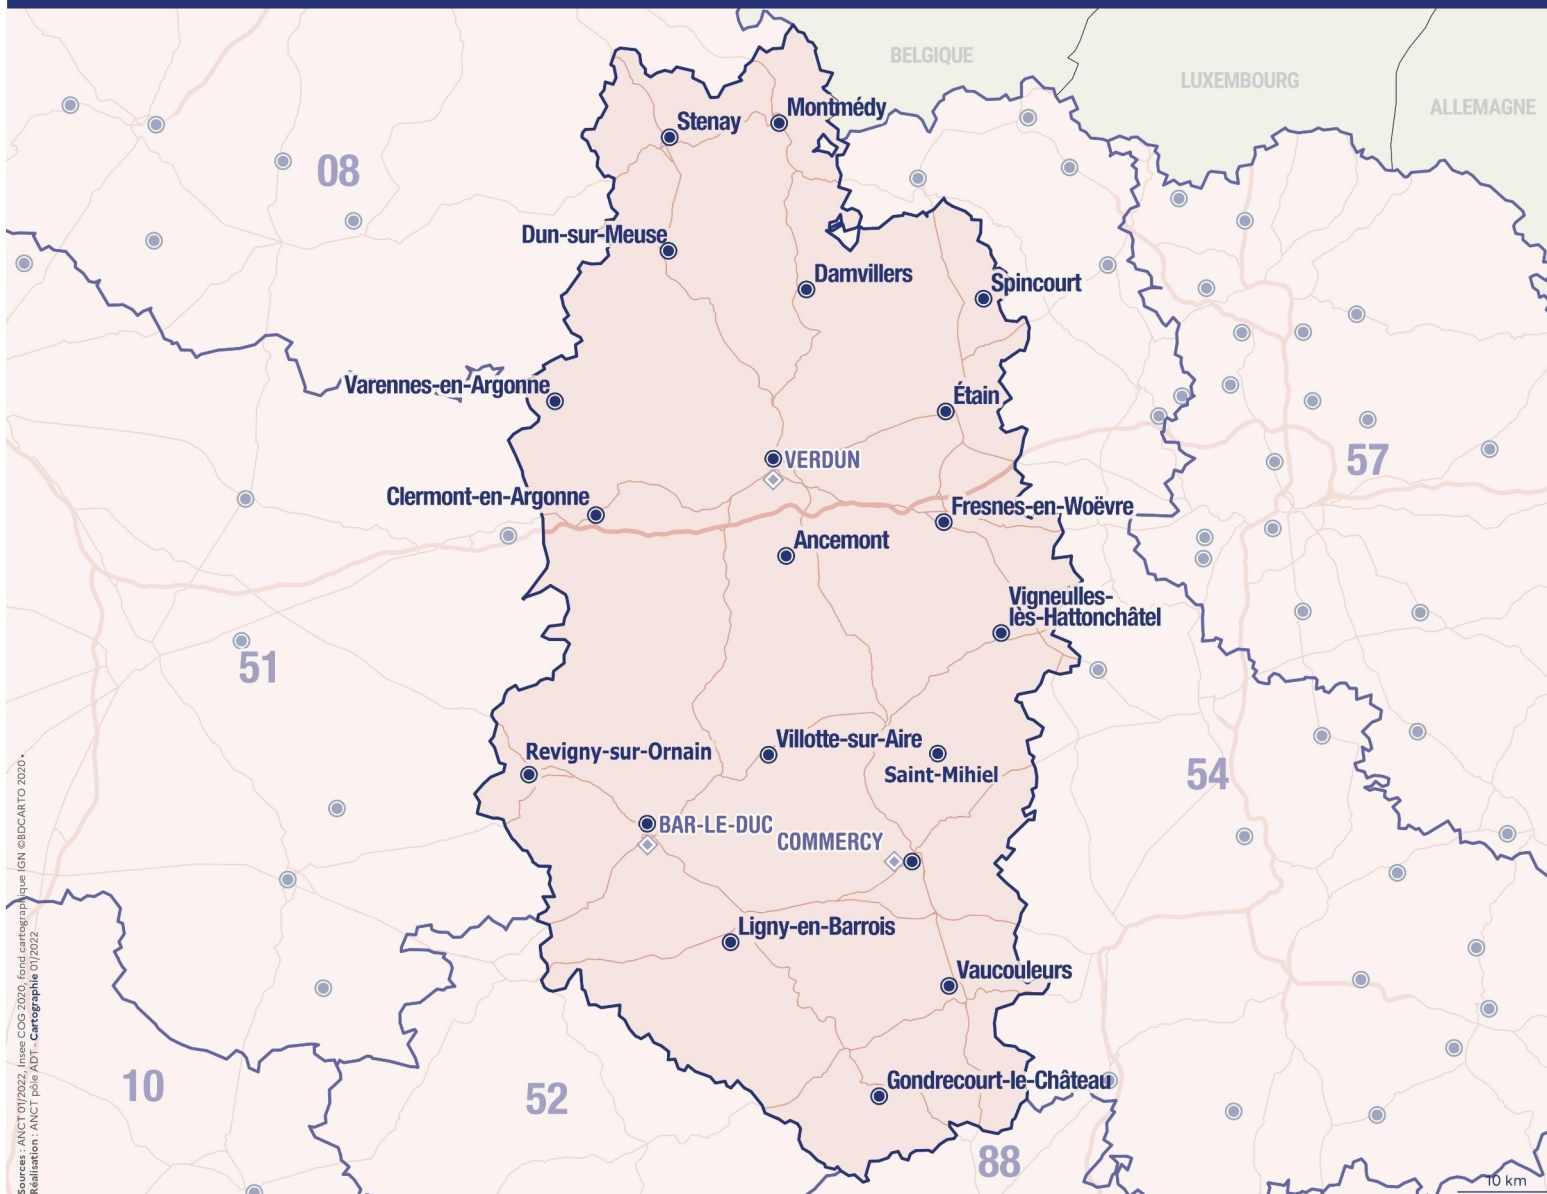 BELGIQUE
LUXEMBOURG
ALLEMAGNE
Montmédy
Stenay
08
Dun-sur-Meuse
Damvillers
Spincourt
Varennes-en-Argonne
Étain
VERDUN
57
Clermont-en-Argonne
Fresnes-en-Woëvre
Ancemont
Vigneulles-
lès-Hattonchâtel
51
Revigny-sur-Ornain
Villotte-sur-Aire
Saint-Mihiel
54
BAR-LE-DUC
COMMERCY
Ligny-en-Barrois
Vaucouleurs
10
52
Gondrecourt-le-Château
88
10 km
Sources : ANCT 01/2022, Insee COG 2020, fond cartographique IGN ©BDCARTO 2020 •
Réalisation : ANCT pôle ADT - Cartographie 01/2022